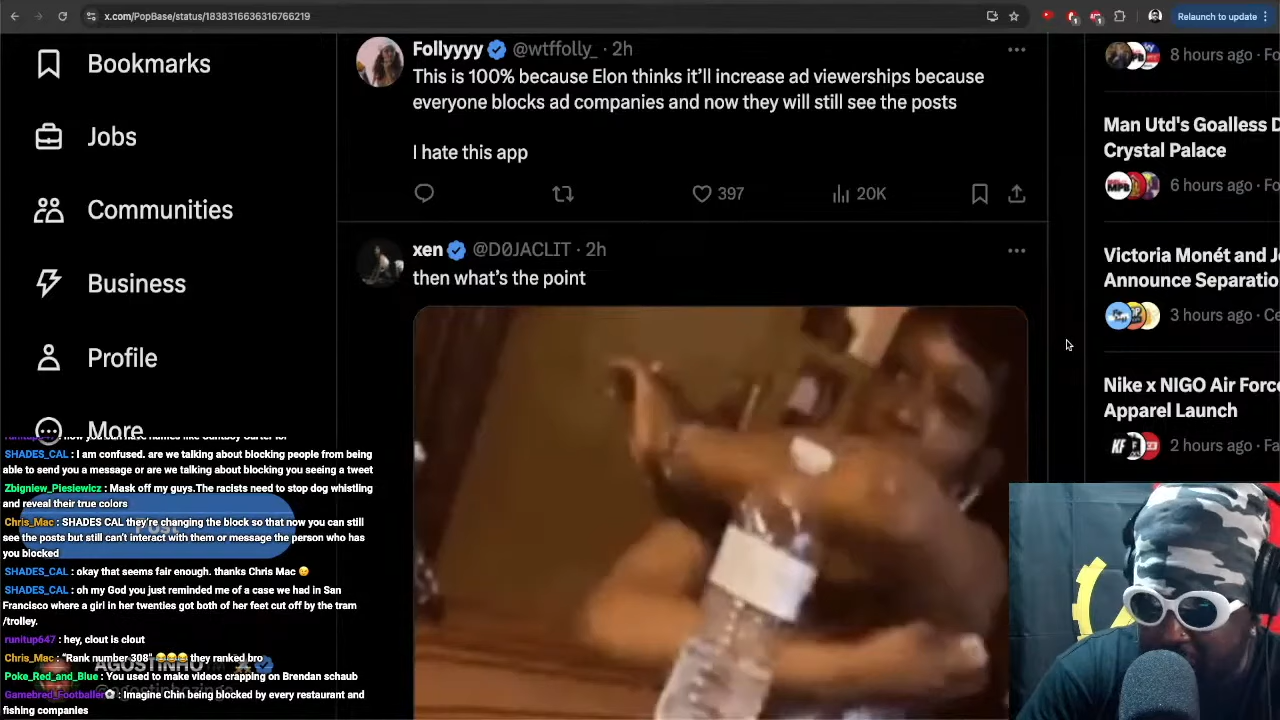 x.com/PopBase/status/1838316636316766219
Relaunch to update
Bookmarks
Jobs
Communities
Business
Profile
More
Follyyyy @wtffolly_ · 2h
This is 100% because Elon thinks it'll increase ad viewerships because
everyone blocks ad companies and now they will still see the posts
I hate this app
397
20K
xen @D0JACLIT · 2h
then what's the point
8 hours ago · Fo
Man Utd's Goalless D
Crystal Palace
6 hours ago · Fo
Victoria Monét and J
Announce Separatio
3 hours ago · Ce
Nike x NIGO Air Force
Apparel Launch
2 hours ago · Fa
SHADES_CAL : I am confused. are we talking about blocking people from being
able to send you a message or are we talking about blocking you seeing a tweet
Zbigniew_Piesiewicz : Mask off my guys.The racists need to stop dog whistling
and reveal their true colors
Chris_Mac : SHADES CAL they're changing the block so that now you can still
see the posts but still can't interact with them or message the person who has
you blocked
SHADES_CAL : okay that seems fair enough. thanks Chris Mac
SHADES_CAL : oh my God you just reminded me of a case we had in San
Francisco where a girl in her twenties got both of her feet cut off by the tram
/trolley.
runitup647 : hey, clout is clout
Chris_Mac : "Rank number 308" 😂😂😂 they ranked bro
Poke_Red_and_Blue : You used to make videos crapping on Brendan schaub
Gamebred_Footballer⚽ : Imagine Chin being blocked by every restaurant and
fishing companies
AGOSTINHO